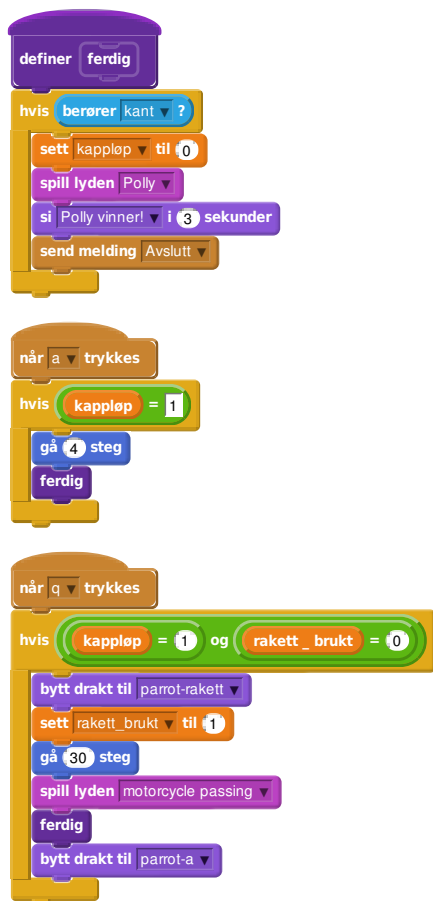 definer ferdig
hvis berører kant ?
sett kappløp til 0
spill lyden Polly
si Polly vinner! i 3 sekunder
send melding Avslutt
når a trykkes
hvis kappløp = 1
gå 4 steg
ferdig
når q trykkes
hvis kappløp = 1 og rakett_brukt = 0
bytt drakt til parrot-rakett
sett rakett_brukt til 1
gå 30 steg
spill lyden motorcycle passing
ferdig
bytt drakt til parrot-a